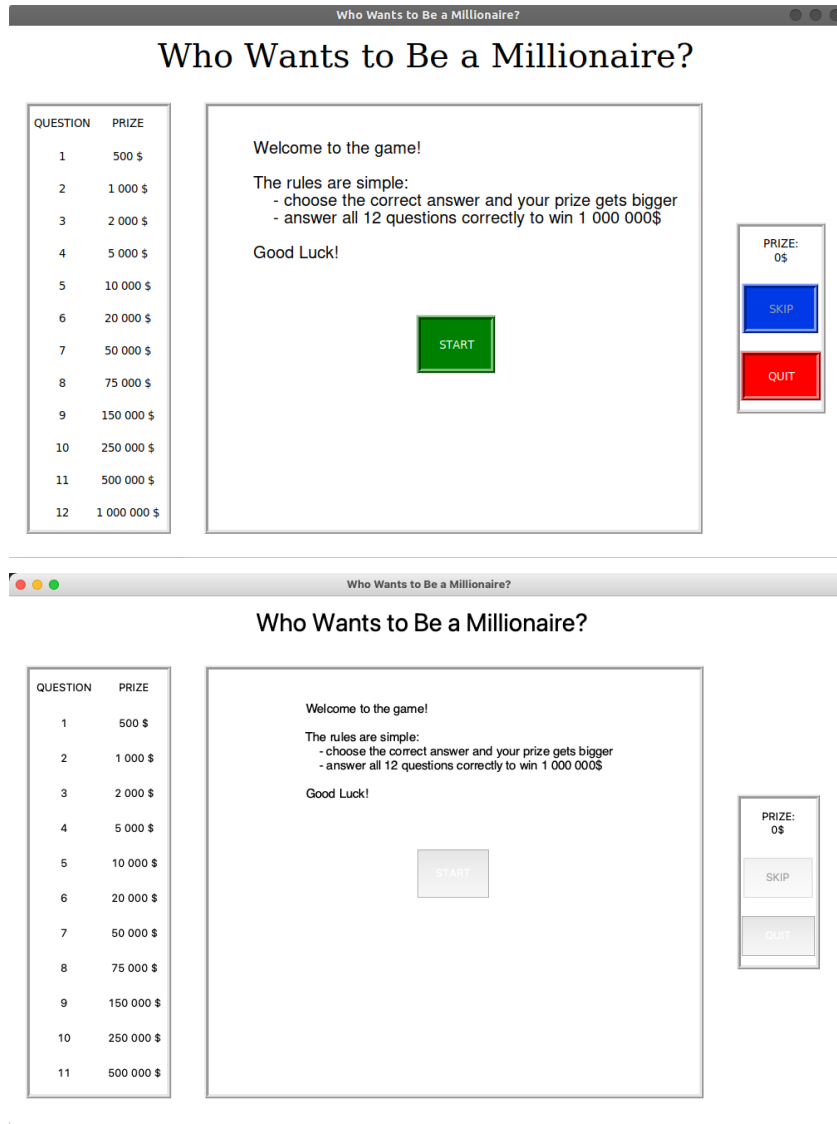 Who Wants to Be a Millionaire?
Who Wants to Be a Millionaire?
QUESTION PRIZE
1 500 $
2 1 000 $
3 2 000 $
4 5 000 $
5 10 000 $
6 20 000 $
7 50 000 $
8 75 000 $
9 150 000 $
10 250 000 $
11 500 000 $
12 1 000 000 $
Welcome to the game!
The rules are simple:
- choose the correct answer and your prize gets bigger
- answer all 12 questions correctly to win 1 000 000$
Good Luck!
START
PRIZE:
0$
SKIP
QUIT
Who Wants to Be a Millionaire?
Who Wants to Be a Millionaire?
QUESTION PRIZE
1 500 $
2 1 000 $
3 2 000 $
4 5 000 $
5 10 000 $
6 20 000 $
7 50 000 $
8 75 000 $
9 150 000 $
10 250 000 $
11 500 000 $
Welcome to the game!
The rules are simple:
- choose the correct answer and your prize gets bigger
- answer all 12 questions correctly to win 1 000 000$
Good Luck!
START
PRIZE:
0$
SKIP
QUIT